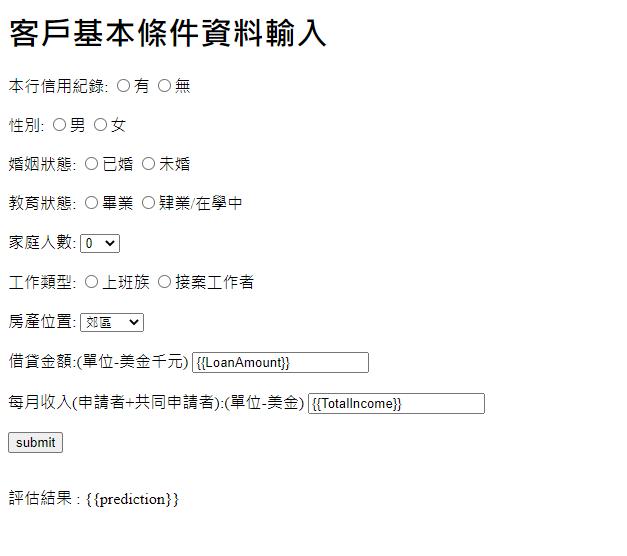 客戶基本條件資料輸入
本行信用紀錄: 有 無
性別: 男 女
婚姻狀態: 已婚 未婚
教育狀態: 畢業 肄業/在學中
家庭人數: 0
工作類型: 上班族 接案工作者
房產位置: 郊區
借貸金額:(單位-美金千元) {{LoanAmount}}
每月收入(申請者+共同申請者):(單位-美金) {{TotalIncome}}
submit
評估結果 : {{prediction}}